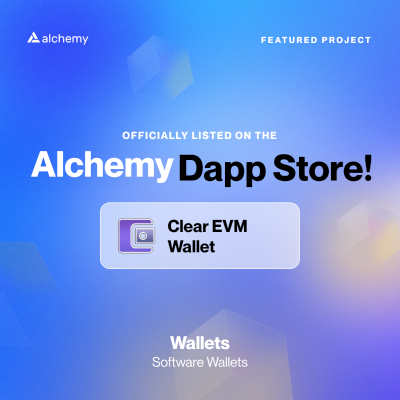 alchemy
FEATURED PROJECT
OFFICIALLY LISTED ON THE
Alchemy Dapp Store!
Clear EVM
Wallet
Wallets
Software Wallets